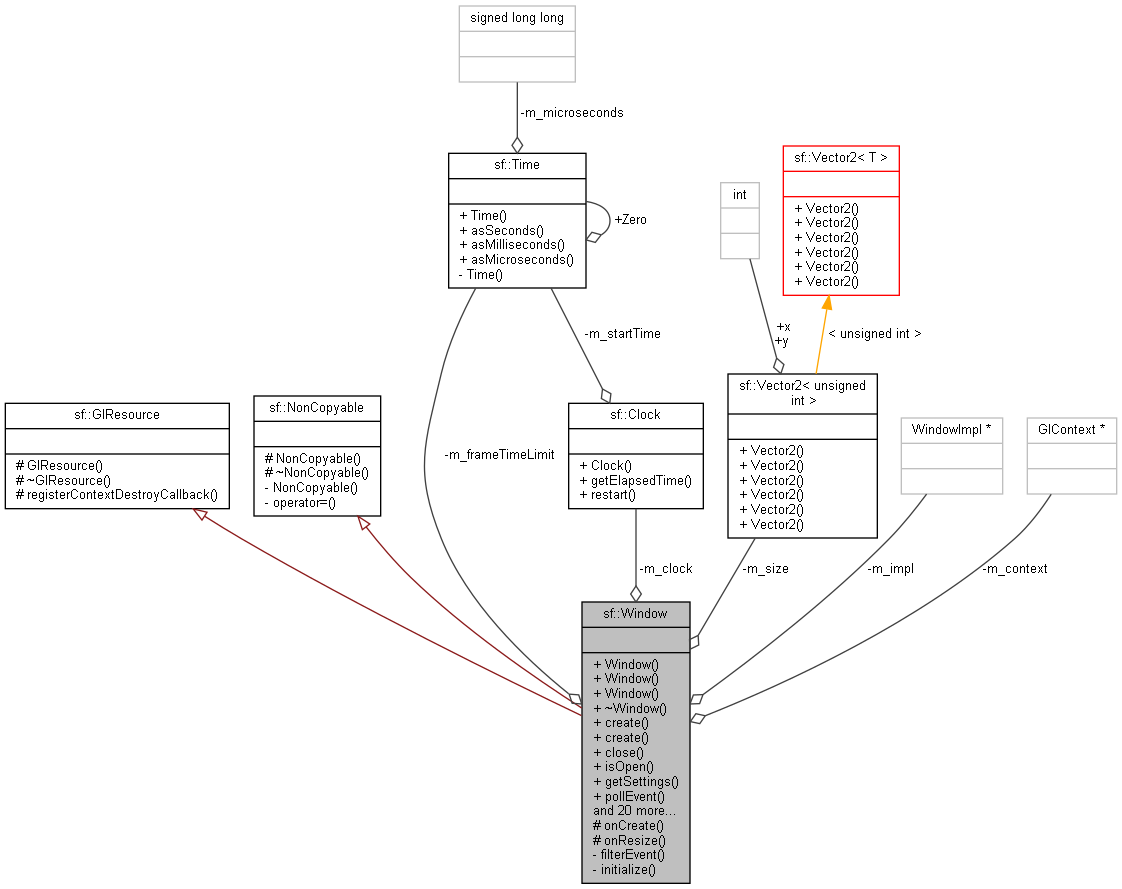 signed long long
-m_microseconds
sf::Time
+ Time()
+ asSeconds()
+ asMilliseconds()
+ asMicroseconds()
- Time()
+Zero
int
sf::Vector2< T >
+ Vector2()
+ Vector2()
+ Vector2()
+ Vector2()
+ Vector2()
+ Vector2()
-m_startTime
+x
+y
< unsigned int >
sf::GlResource
# GlResource()
# ~GlResource()
# registerContextDestroyCallback()
sf::NonCopyable
# NonCopyable()
# ~NonCopyable()
- NonCopyable()
- operator=()
-m_frameTimeLimit
sf::Clock
+ Clock()
+ getElapsedTime()
+ restart()
sf::Vector2< unsigned
int >
+ Vector2()
+ Vector2()
+ Vector2()
+ Vector2()
+ Vector2()
+ Vector2()
WindowImpl *
GlContext *
-m_clock
-m_size
-m_impl
-m_context
sf::Window
+ Window()
+ Window()
+ Window()
+ ~Window()
+ create()
+ create()
+ close()
+ isOpen()
+ getSettings()
+ pollEvent()
and 20 more...
# onCreate()
# onResize()
- filterEvent()
- initialize()